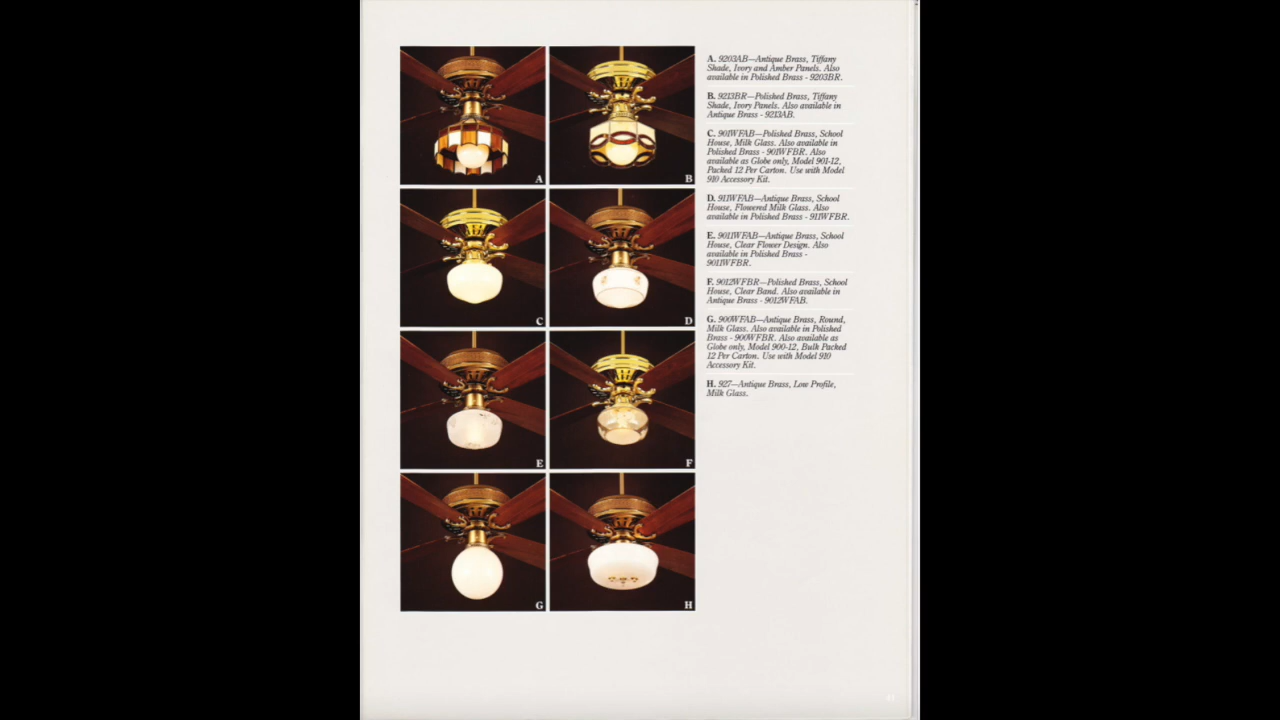 A
B
C
D
E
F
G
H
A. 9203AB—Antique Brass, Tiffany
Shade, Ivory and Amber Panels. Also
available in Polished Brass - 9203BR.
B. 9213BR—Polished Brass, Tiffany
Shade, Ivory Panels. Also available in
Antique Brass - 9213AB.
C. 901WFAB—Polished Brass, School
House, Milk Glass. Also available in
Polished Brass - 901WFBR. Also
available as Globe only, Model 901-12,
Packed 12 Per Carton. Use with Model
910 Accessory Kit.
D. 911WFAB—Antique Brass, School
House, Flowered Milk Glass. Also
available in Polished Brass - 911WFBR.
E. 9011WFAB—Antique Brass, School
House, Clear Flower Design. Also
available in Polished Brass -
9011WFBR.
F. 9012WFBR—Polished Brass, School
House, Clear Band. Also available in
Antique Brass - 9012WFAB.
G. 900WFAB—Antique Brass, Round,
Milk Glass. Also available in Polished
Brass - 900WFBR. Also available as
Globe only, Model 900-12, Bulk Packed
12 Per Carton. Use with Model 910
Accessory Kit.
H. 927—Antique Brass, Low Profile,
Milk Glass.